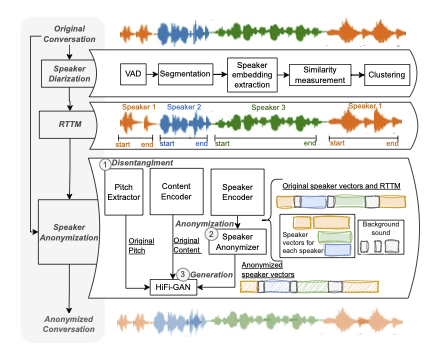 Original
Conversation
Speaker
Diarization
VAD
Segmentation
Speaker
embedding
extraction
Similarity
measurement
Clustering
RTTM
Speaker 1
Speaker 2
Speaker 3
Speaker 1
start end
start end
start end
start end
1 Disentanglment
Pitch
Extractor
Content
Encoder
Speaker
Encoder
Original speaker vectors and RTTM
Speaker
Anonymization
Anonymization
2 Speaker
Anonymizer
Original
Pitch
Original
Content
Speaker
vectors for
each speaker
Background
sound
3 Generation
HiFi-GAN
Anonymized
speaker vectors
Anonymized
Conversation